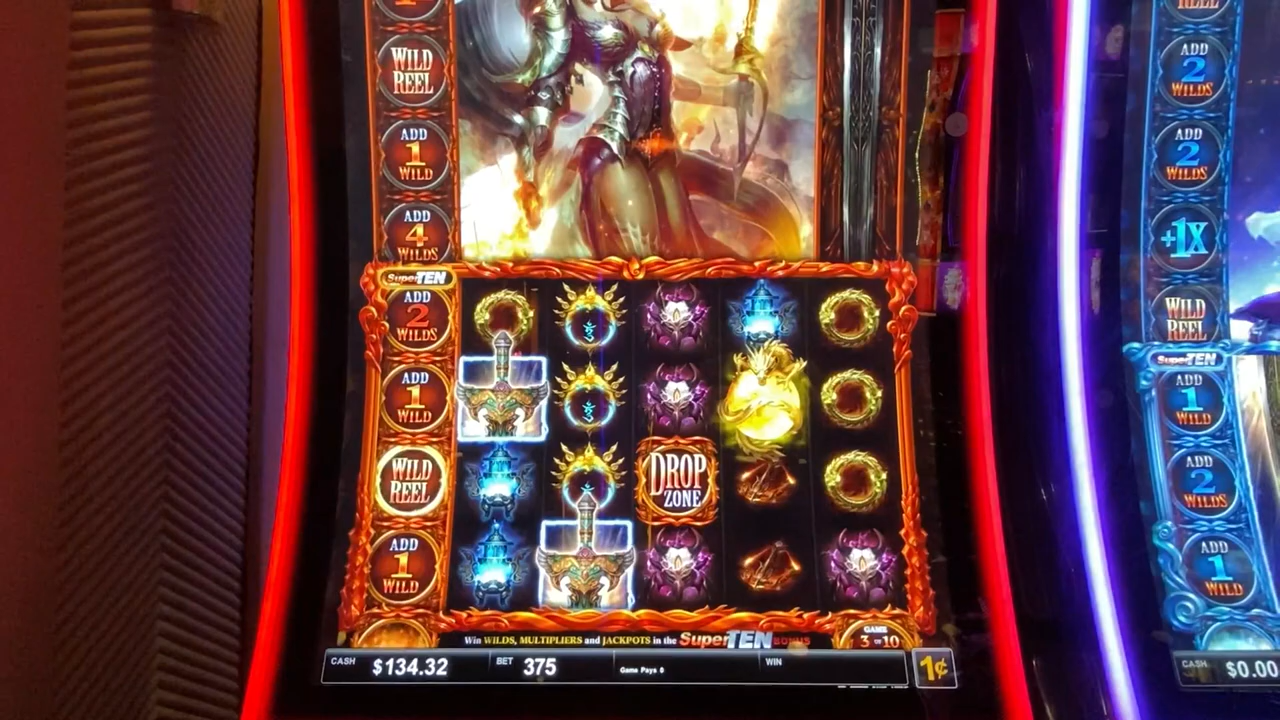 WILD
REEL
ADD
1
WILD
ADD
4
WILDS
SuperTEN
ADD
2
WILDS
ADD
1
WILD
WILD
REEL
ADD
1
WILD
DROP
ZONE
Win WILDS, MULTIPLIERS and JACKPOTS in the SuperTEN BONUS
GAME
3 OF 10
CASH $134.32 BET 375 Game Pays 0 WIN 1¢
REEL
ADD
2
WILDS
ADD
2
WILDS
+1X
WILD
REEL
SuperTEN
ADD
1
WILD
ADD
2
WILDS
ADD
1
WILD
CASH $0.00